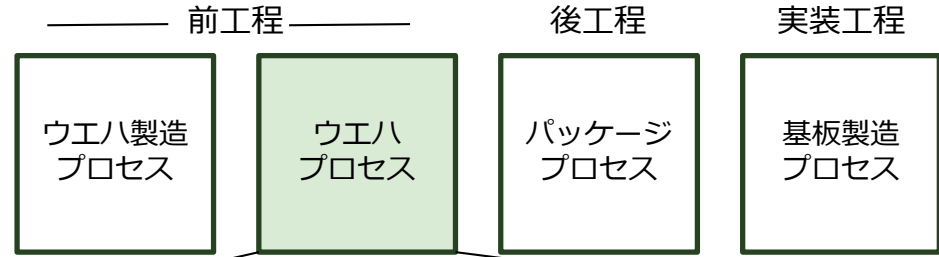 前工程
後工程
実装工程
ウエハ製造
プロセス
ウエハ
プロセス
パッケージ
プロセス
基板製造
プロセス